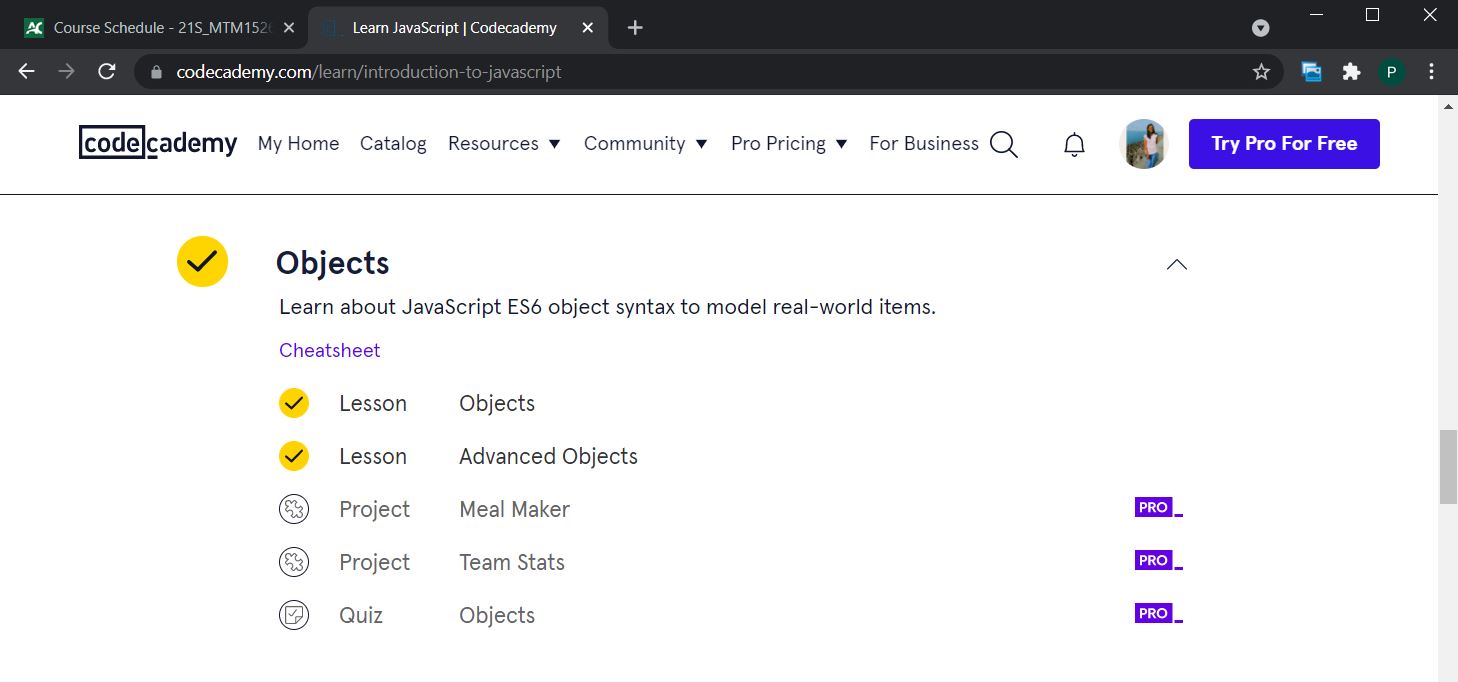 Course Schedule - 21S_MTM1526
Learn JavaScript | Codecademy
codecademy.com/learn/introduction-to-javascript
P
codecademy My Home Catalog Resources Community Pro Pricing For Business Try Pro For Free
Objects
Learn about JavaScript ES6 object syntax to model real-world items.
Cheatsheet
Lesson Objects
Lesson Advanced Objects
Project Meal Maker PRO
Project Team Stats PRO
Quiz Objects PRO